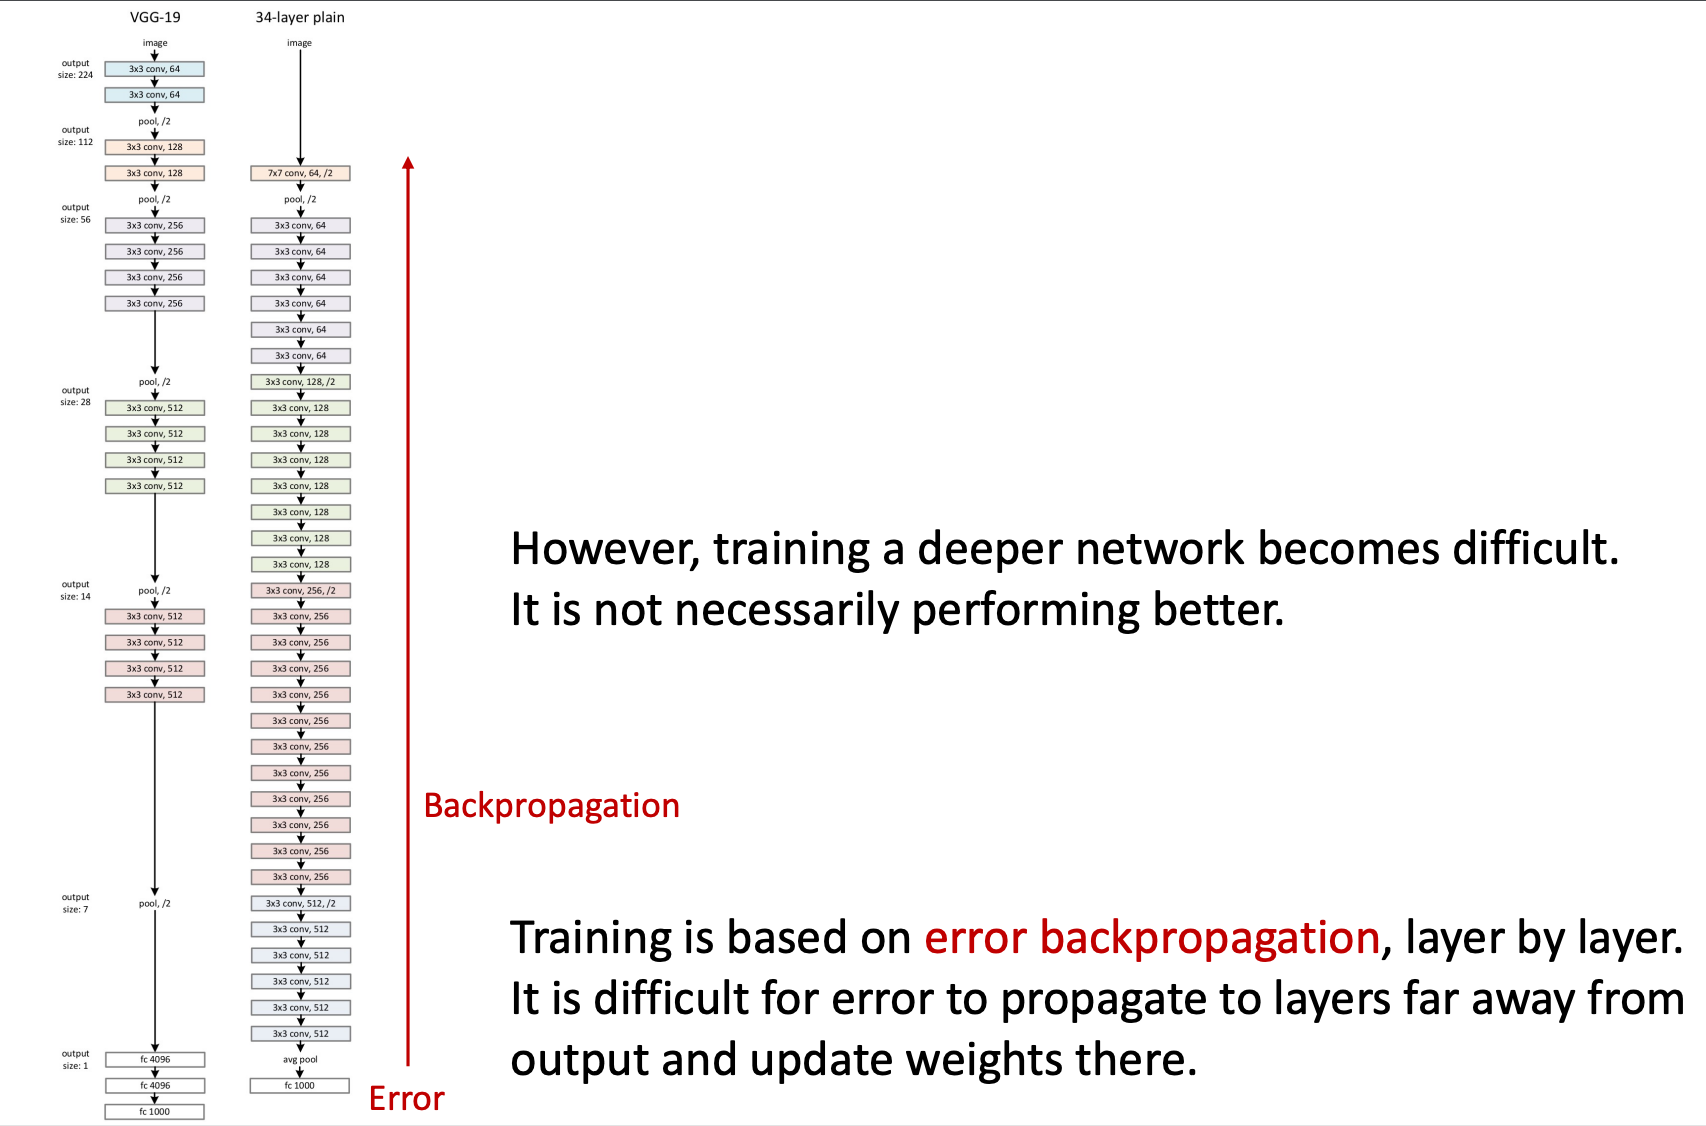 VGG-19
image
output
size: 224
3x3 conv, 64
3x3 conv, 64
pool, /2
output
size: 112
3x3 conv, 128
3x3 conv, 128
pool, /2
output
size: 56
3x3 conv, 256
3x3 conv, 256
3x3 conv, 256
3x3 conv, 256
pool, /2
output
size: 28
3x3 conv, 512
3x3 conv, 512
3x3 conv, 512
3x3 conv, 512
pool, /2
output
size: 14
3x3 conv, 512
3x3 conv, 512
3x3 conv, 512
3x3 conv, 512
output
size: 7
pool, /2
output
size: 1
fc 4096
fc 4096
fc 1000
34-layer plain
image
7x7 conv, 64, /2
pool, /2
3x3 conv, 64
3x3 conv, 64
3x3 conv, 64
3x3 conv, 64
3x3 conv, 64
3x3 conv, 64
3x3 conv, 128, /2
3x3 conv, 128
3x3 conv, 128
3x3 conv, 128
3x3 conv, 128
3x3 conv, 128
3x3 conv, 128
3x3 conv, 128
3x3 conv, 256, /2
3x3 conv, 256
3x3 conv, 256
3x3 conv, 256
3x3 conv, 256
3x3 conv, 256
3x3 conv, 256
3x3 conv, 256
3x3 conv, 256
3x3 conv, 256
3x3 conv, 256
3x3 conv, 256
3x3 conv, 512, /2
3x3 conv, 512
3x3 conv, 512
3x3 conv, 512
3x3 conv, 512
3x3 conv, 512
avg pool
fc 1000
Backpropagation
Error
However, training a deeper network becomes difficult.
It is not necessarily performing better.
Training is based on error backpropagation, layer by layer.
It is difficult for error to propagate to layers far away from
output and update weights there.